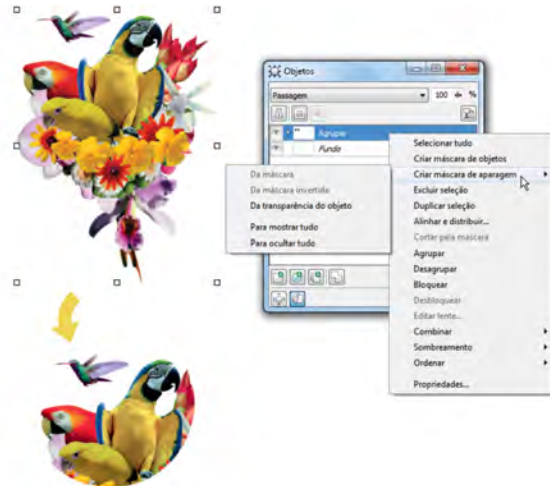 Objetos
Passagem 100 %
Agrupar
Fundo
Selecionar tudo
Criar máscara de objetos
Criar máscara de aparagem
Excluir seleção
Duplicar seleção
Alinhar e distribuir...
Cortar pela máscara
Agrupar
Desagrupar
Bloquear
Desbloquear
Editar lente...
Combinar
Sombreamento
Ordenar
Propriedades...
Da máscara
Da máscara invertida
Da transparência do objeto
Para mostrar tudo
Para ocultar tudo